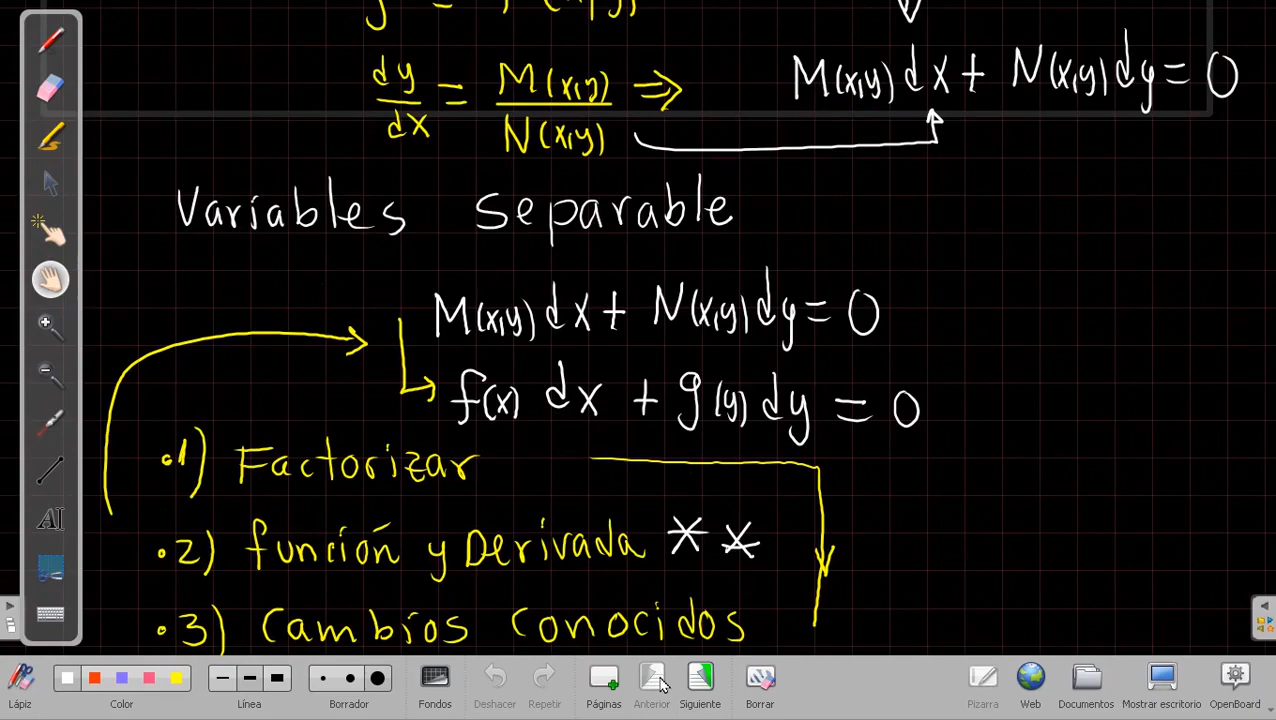 dy/dx = M(x,y)/N(x,y) ⇒
M(x,y)dx + N(x,y)dy = 0
Variables separable
M(x,y)dx + N(x,y)dy = 0
f(x) dx + g(y) dy = 0
.1) Factorizar
.2) función y Derivada * *
.3) Cambios conocidos
Lápiz
Color
Línea
Borrador
Fondos
Deshacer
Repetir
Páginas
Anterior
Siguiente
Borrar
Pizarra
Web
Documentos
Mostrar escritorio
OpenBoard